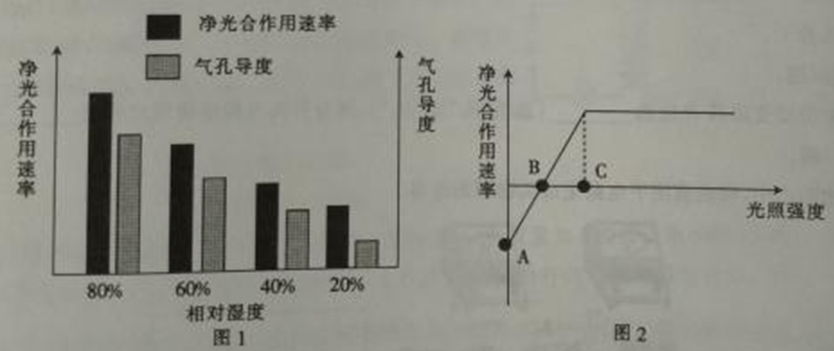 净光合作用速率
气孔导度
净光合作用速率
气孔导度
80% 60% 40% 20%
相对湿度
图1
净光合作用速率
B C
A
光照强度
图2